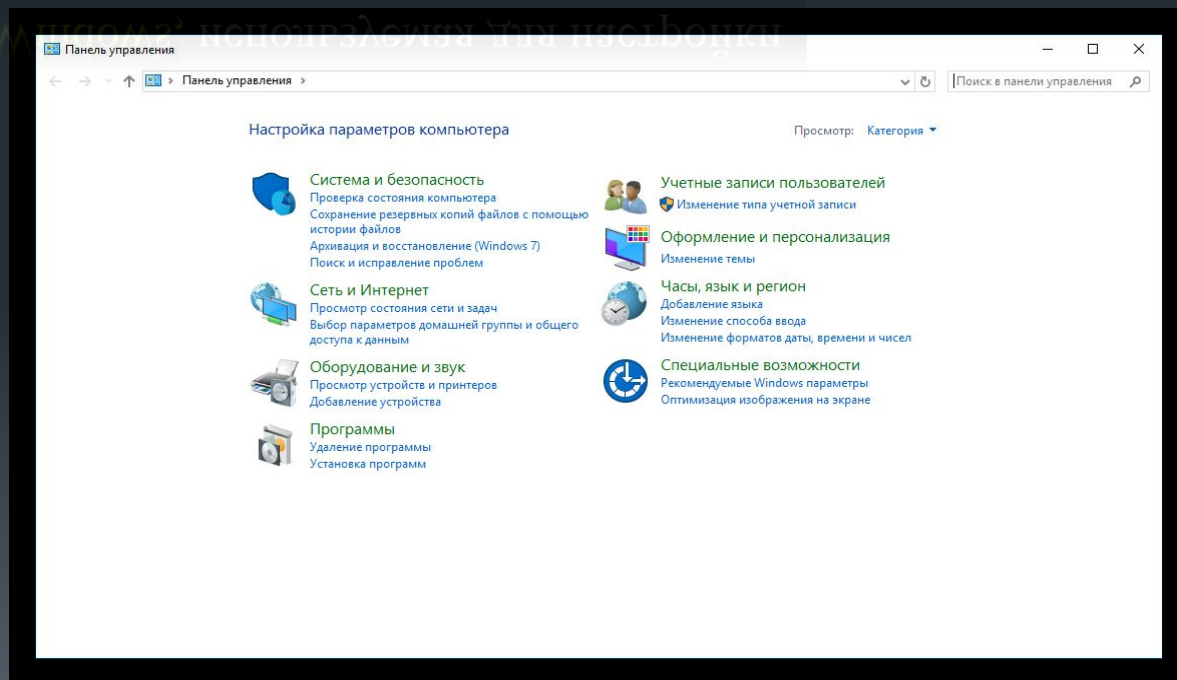 windows, используемая для настройки
Панель управления
Панель управления
Поиск в панели управления
Настройка параметров компьютера
Просмотр: Категория
Система и безопасность
Проверка состояния компьютера
Сохранение резервных копий файлов с помощью
истории файлов
Архивация и восстановление (Windows 7)
Поиск и исправление проблем
Сеть и Интернет
Просмотр состояния сети и задач
Выбор параметров домашней группы и общего
доступа к данным
Оборудование и звук
Просмотр устройств и принтеров
Добавление устройства
Программы
Удаление программы
Установка программ
Учетные записи пользователей
Изменение типа учетной записи
Оформление и персонализация
Изменение темы
Часы, язык и регион
Добавление языка
Изменение способа ввода
Изменение форматов даты, времени и чисел
Специальные возможности
Рекомендуемые Windows параметры
Оптимизация изображения на экране